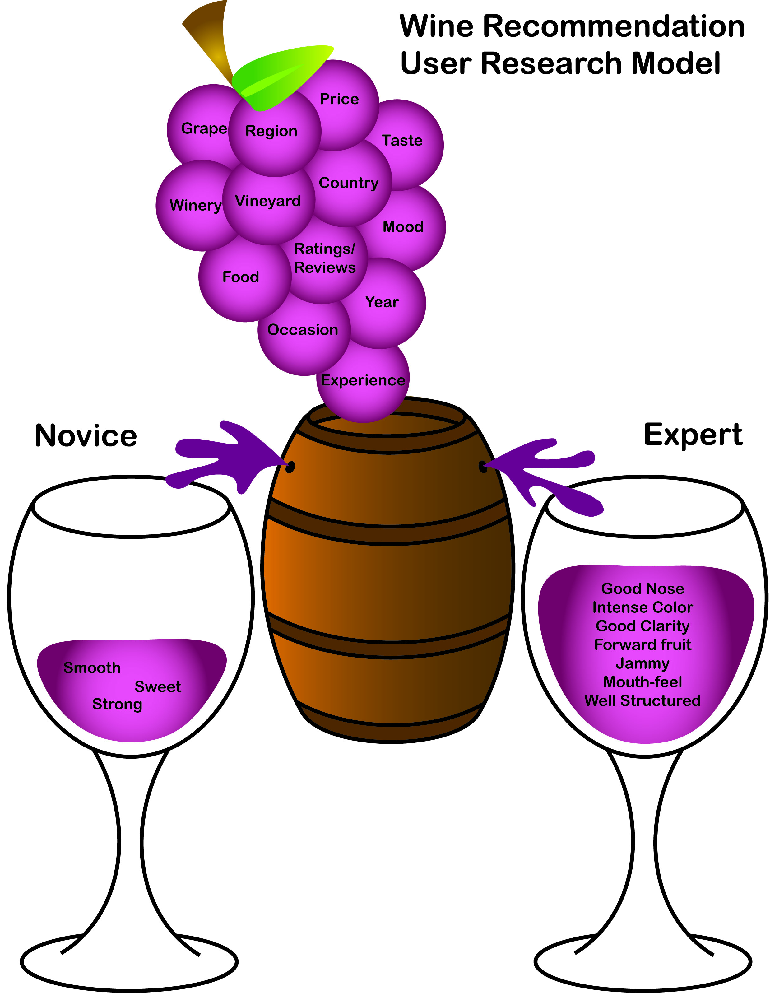 Wine Recommendation
User Research Model
Price
Grape
Region
Taste
Country
Winery
Vineyard
Mood
Ratings/
Reviews
Food
Year
Occasion
Experience
Novice
Expert
Smooth
Sweet
Strong
Good Nose
Intense Color
Good Clarity
Forward fruit
Jammy
Mouth-feel
Well Structured